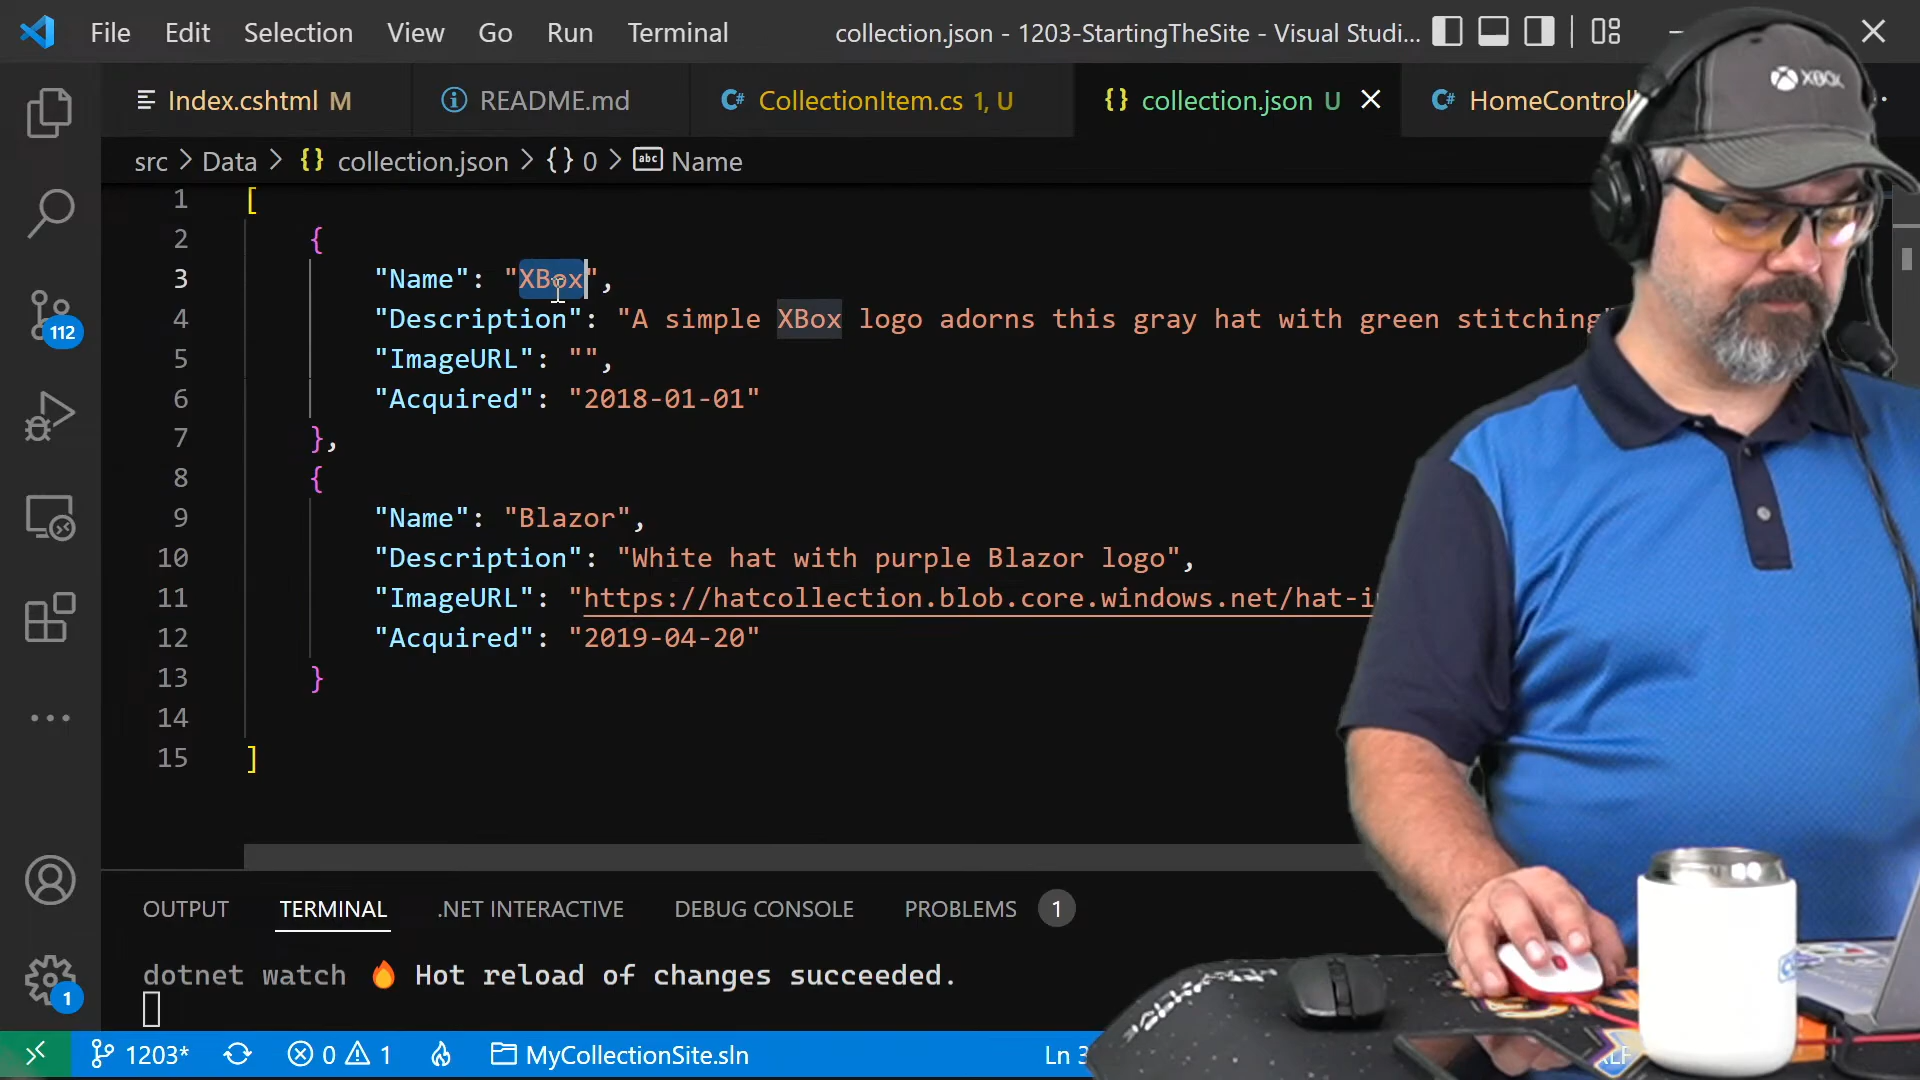 File Edit Selection View Go Run Terminal collection.json - 1203-StartingTheSite - Visual Studi...
Index.cshtml M README.md C# CollectionItem.cs 1, U {} collection.json U C# HomeControl
src > Data > {} collection.json > {} 0 > abc Name
XBOX
1 [
2 {
3 "Name": "XBox",
4 "Description": "A simple XBox logo adorns this gray hat with green stitching"
5 "ImageURL": "",
6 "Acquired": "2018-01-01"
7 },
8 {
9 "Name": "Blazor",
10 "Description": "White hat with purple Blazor logo",
11 "ImageURL": "https://hatcollection.blob.core.windows.net/hat-i
12 "Acquired": "2019-04-20"
13 }
14
15 ]
112
OUTPUT TERMINAL .NET INTERACTIVE DEBUG CONSOLE PROBLEMS 1
dotnet watch 🔥 Hot reload of changes succeeded.
1
1203* 0 1 MyCollectionSite.sln Ln 3